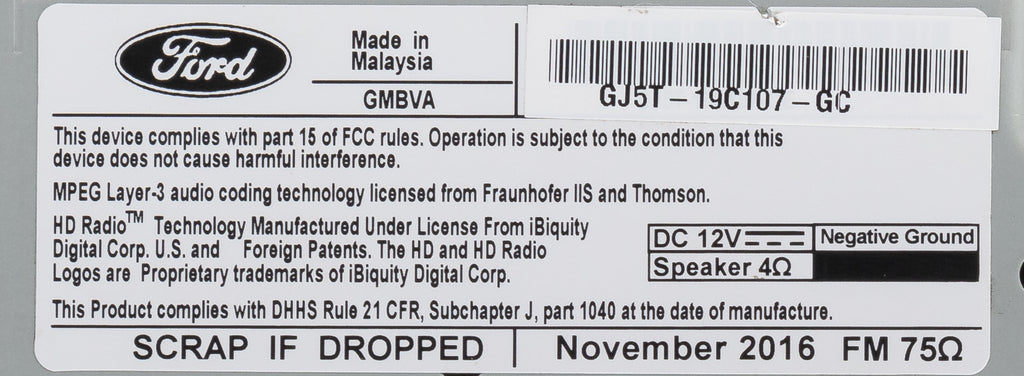 Ford
Made in
Malaysia
GMBVA
GJ5T-19C107-GC
This device complies with part 15 of FCC rules. Operation is subject to the condition that this
device does not cause harmful interference.
MPEG Layer-3 audio coding technology licensed from Fraunhofer IIS and Thomson.
HD Radio™ Technology Manufactured Under License From iBiquity
Digital Corp. U.S. and Foreign Patents. The HD and HD Radio
Logos are Proprietary trademarks of iBiquity Digital Corp.
DC 12V Negative Ground
Speaker 4Ω
This Product complies with DHHS Rule 21 CFR, Subchapter J, part 1040 at the date of manufacture.
SCRAP IF DROPPED
November 2016 FM 75Ω